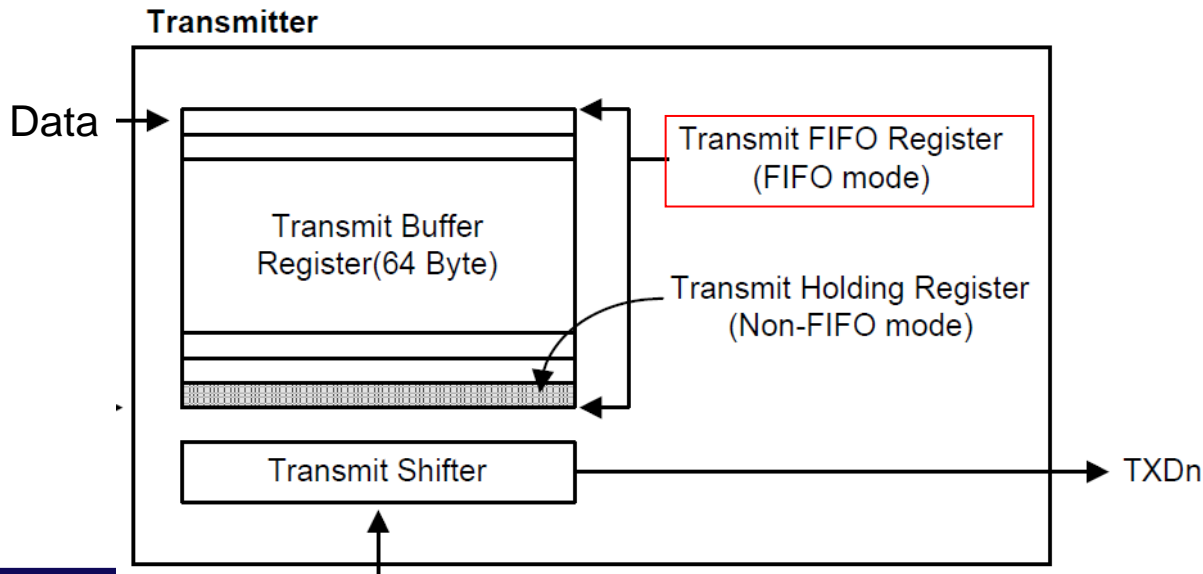 Transmitter
Data
Transmit FIFO Register
(FIFO mode)
Transmit Buffer
Register(64 Byte)
Transmit Holding Register
(Non-FIFO mode)
Transmit Shifter
TXDn